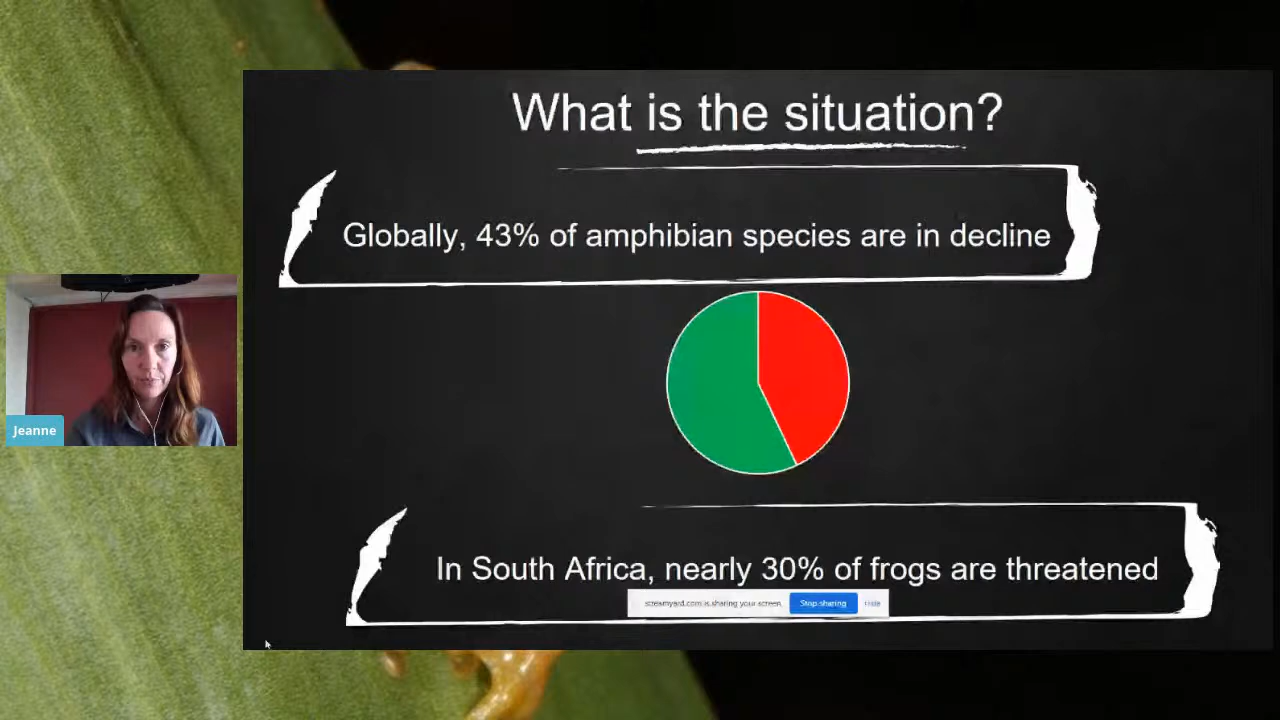 What is the situation?
Globally, 43% of amphibian species are in decline
Jeanne
In South Africa, nearly 30% of frogs are threatened
streamyard.com is sharing your screen. Stop sharing Hide